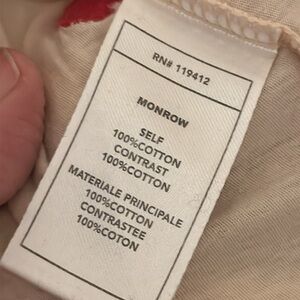 RN# 119412
MONROW
SELF
100%COTTON
CONTRAST
100%COTTON
MATERIALE PRINCIPALE
100%COTTON
CONTRASTEE
100%COTON